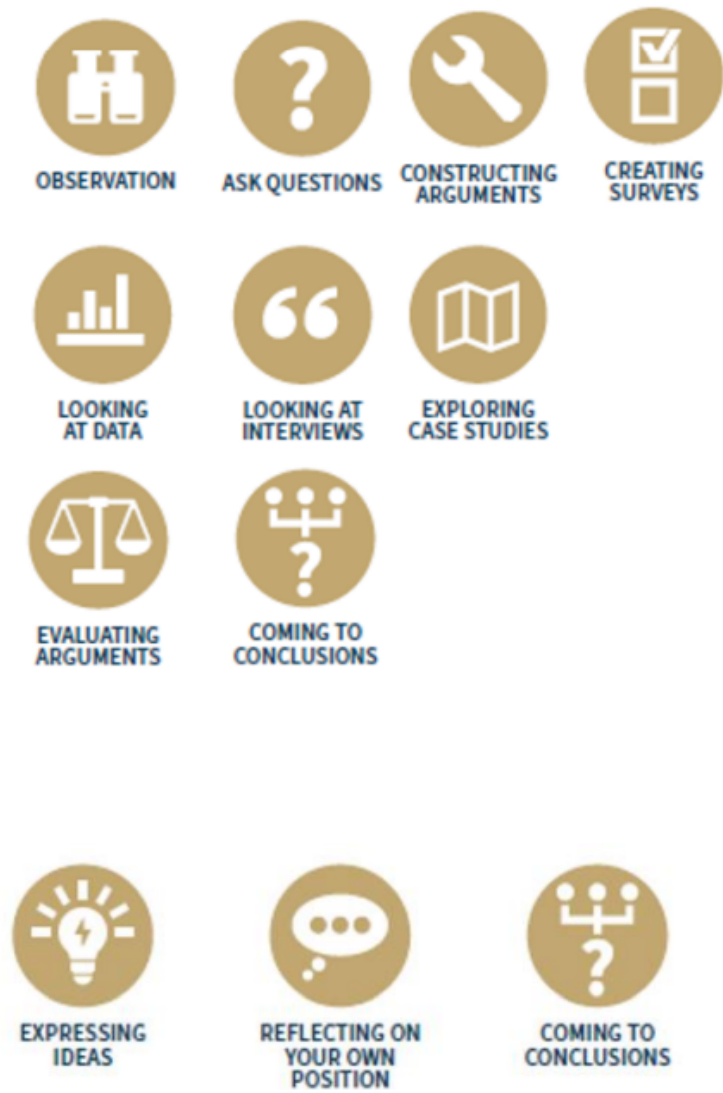 OBSERVATION
ASK QUESTIONS
CONSTRUCTING
ARGUMENTS
CREATING
SURVEYS
LOOKING
AT DATA
LOOKING AT
INTERVIEWS
EXPLORING
CASE STUDIES
EVALUATING
ARGUMENTS
COMING TO
CONCLUSIONS
EXPRESSING
IDEAS
REFLECTING ON
YOUR OWN
POSITION
COMING TO
CONCLUSIONS